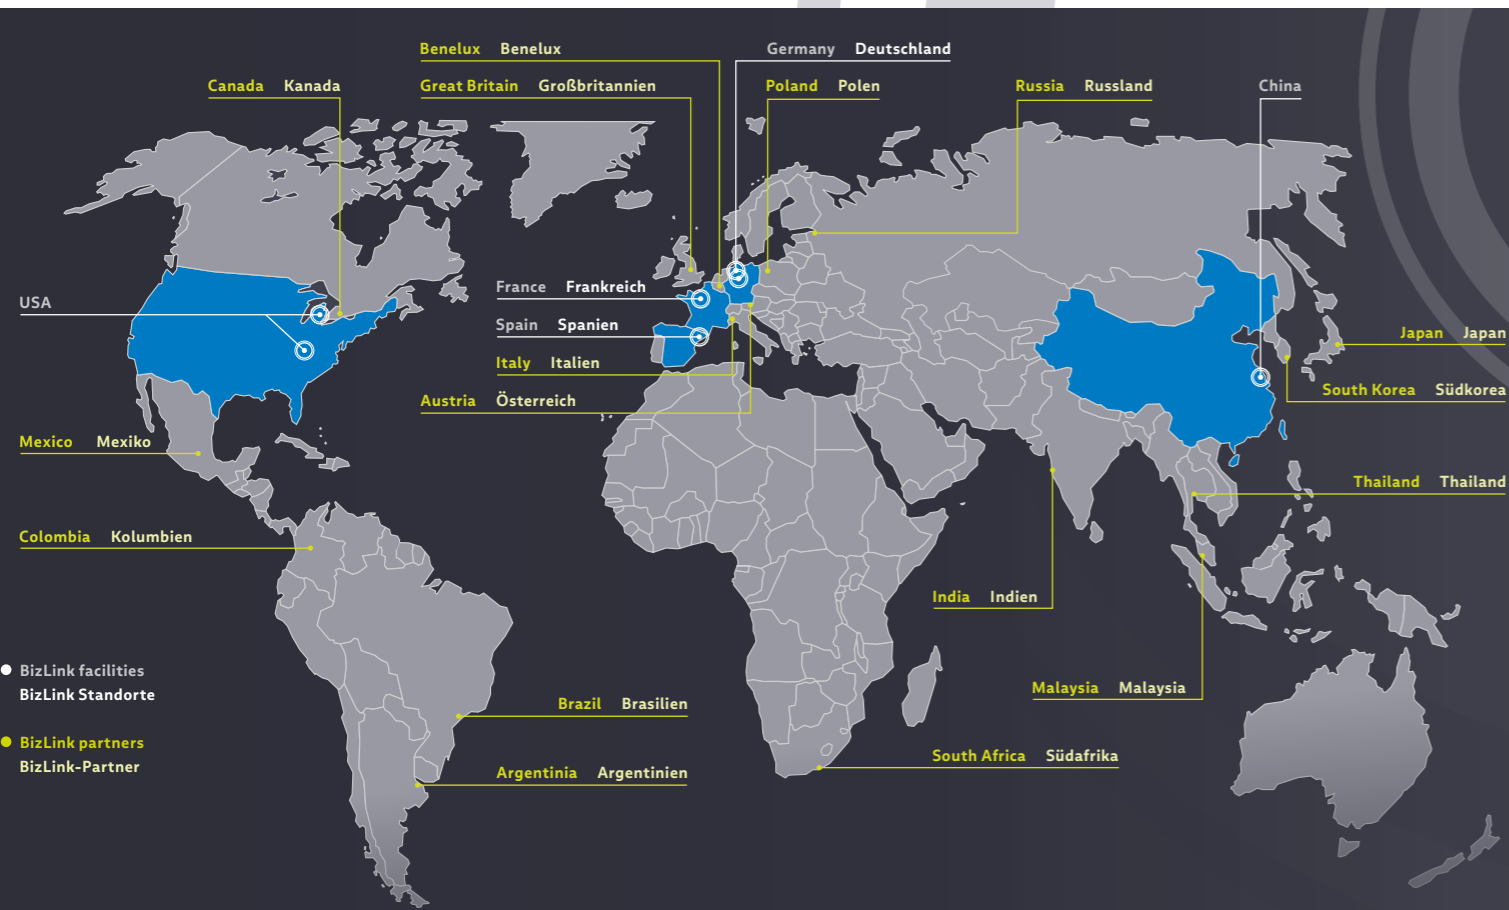 Benelux Benelux
Germany Deutschland
Canada Kanada
Great Britain Großbritannien
Poland Polen
Russia Russland
China
France Frankreich
USA
Spain Spanien
Japan Japan
Italy Italien
South Korea Südkorea
Austria Österreich
Mexico Mexiko
Thailand Thailand
Colombia Kolumbien
India Indien
BizLink facilities
BizLink Standorte
Malaysia Malaysia
Brazil Brasilien
BizLink partners
BizLink-Partner
South Africa Südafrika
Argentinia Argentinien